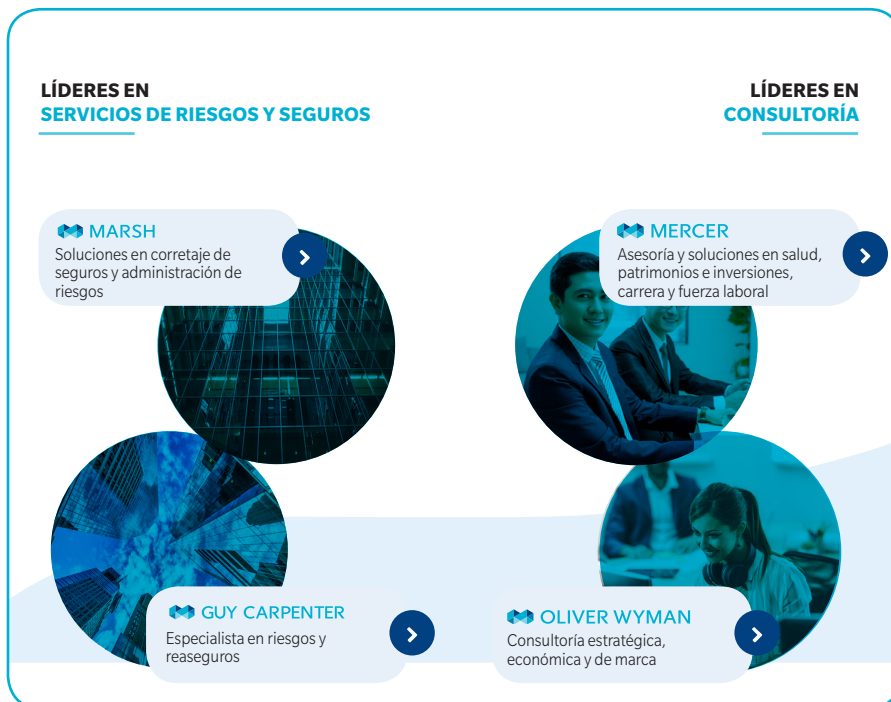 LÍDERES EN
SERVICIOS DE RIESGOS Y SEGUROS
LÍDERES EN
CONSULTORÍA
MARSH
Soluciones en corretaje de
seguros y administración de
riesgos
MERCER
Asesoría y soluciones en salud,
patrimonios e inversiones,
carrera y fuerza laboral
GUY CARPENTER
Especialista en riesgos y
reaseguros
OLIVER WYMAN
Consultoría estratégica,
económica y de marca